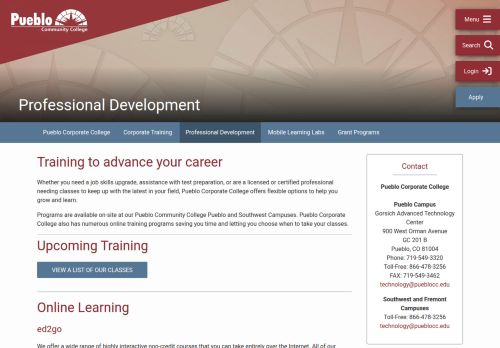 Pueblo
Community College
Menu
Search
Login
Apply
Professional Development
Pueblo Corporate College
Corporate Training
Professional Development
Mobile Learning Labs
Grant Programs
Training to advance your career
Whether you need a job skills upgrade, assistance with test preparation, or are a licensed or certified professional
needing classes to keep up with the latest in your field, Pueblo Corporate College offers flexible options to help you
grow and learn.
Programs are available on-site at our Pueblo Community College Pueblo and Southwest Campuses. Pueblo Corporate
College also has numerous online training programs saving you time and letting you choose when to take your classes.
Upcoming Training
VIEW A LIST OF OUR CLASSES
Online Learning
ed2go
We offer a wide range of highly interactive non-credit courses that you can take entirely over the Internet. All of our
Contact
Pueblo Corporate College
Pueblo Campus
Gorsich Advanced Technology
Center
900 West Orman Avenue
GC 201 B
Pueblo, CO 81004
Phone: 719-549-3320
Toll-Free: 866-478-3256
FAX: 719-549-3462
technology@pueblocc.edu
Southwest and Fremont
Campuses
Toll-Free: 866-478-3256
technology@pueblocc.edu